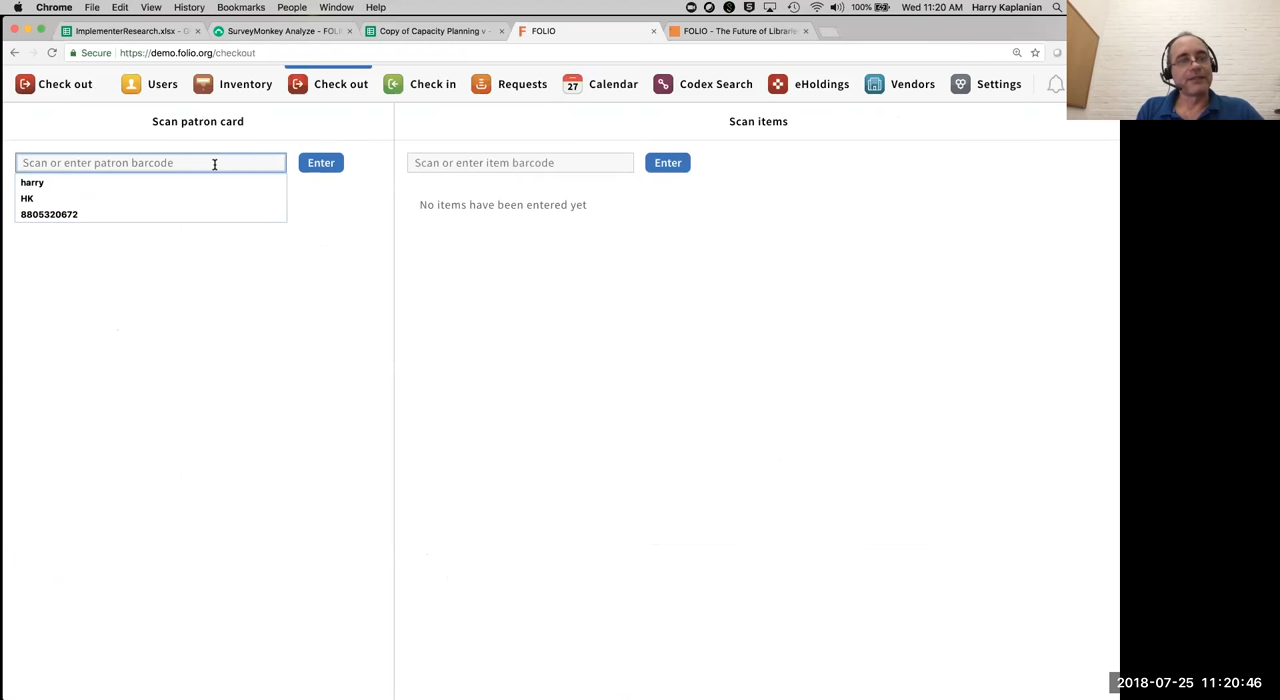 Chrome File Edit View History Bookmarks People Window Help 100% Wed 11:20 AM Harry Kaplanian
ImplementerResearch.xlsx - G × SurveyMonkey Analyze - FOLI × Copy of Capacity Planning v - × FOLIO × FOLIO - The Future of Librarie ×
Secure https://demo.folio.org/checkout
Check out Users Inventory Check out Check in Requests 27 Calendar Codex Search eHoldings Vendors Settings
Scan patron card Scan items
Scan or enter patron barcode Enter Scan or enter item barcode Enter
harry
HK
8805320672
No items have been entered yet
2018-07-25 11:20:46